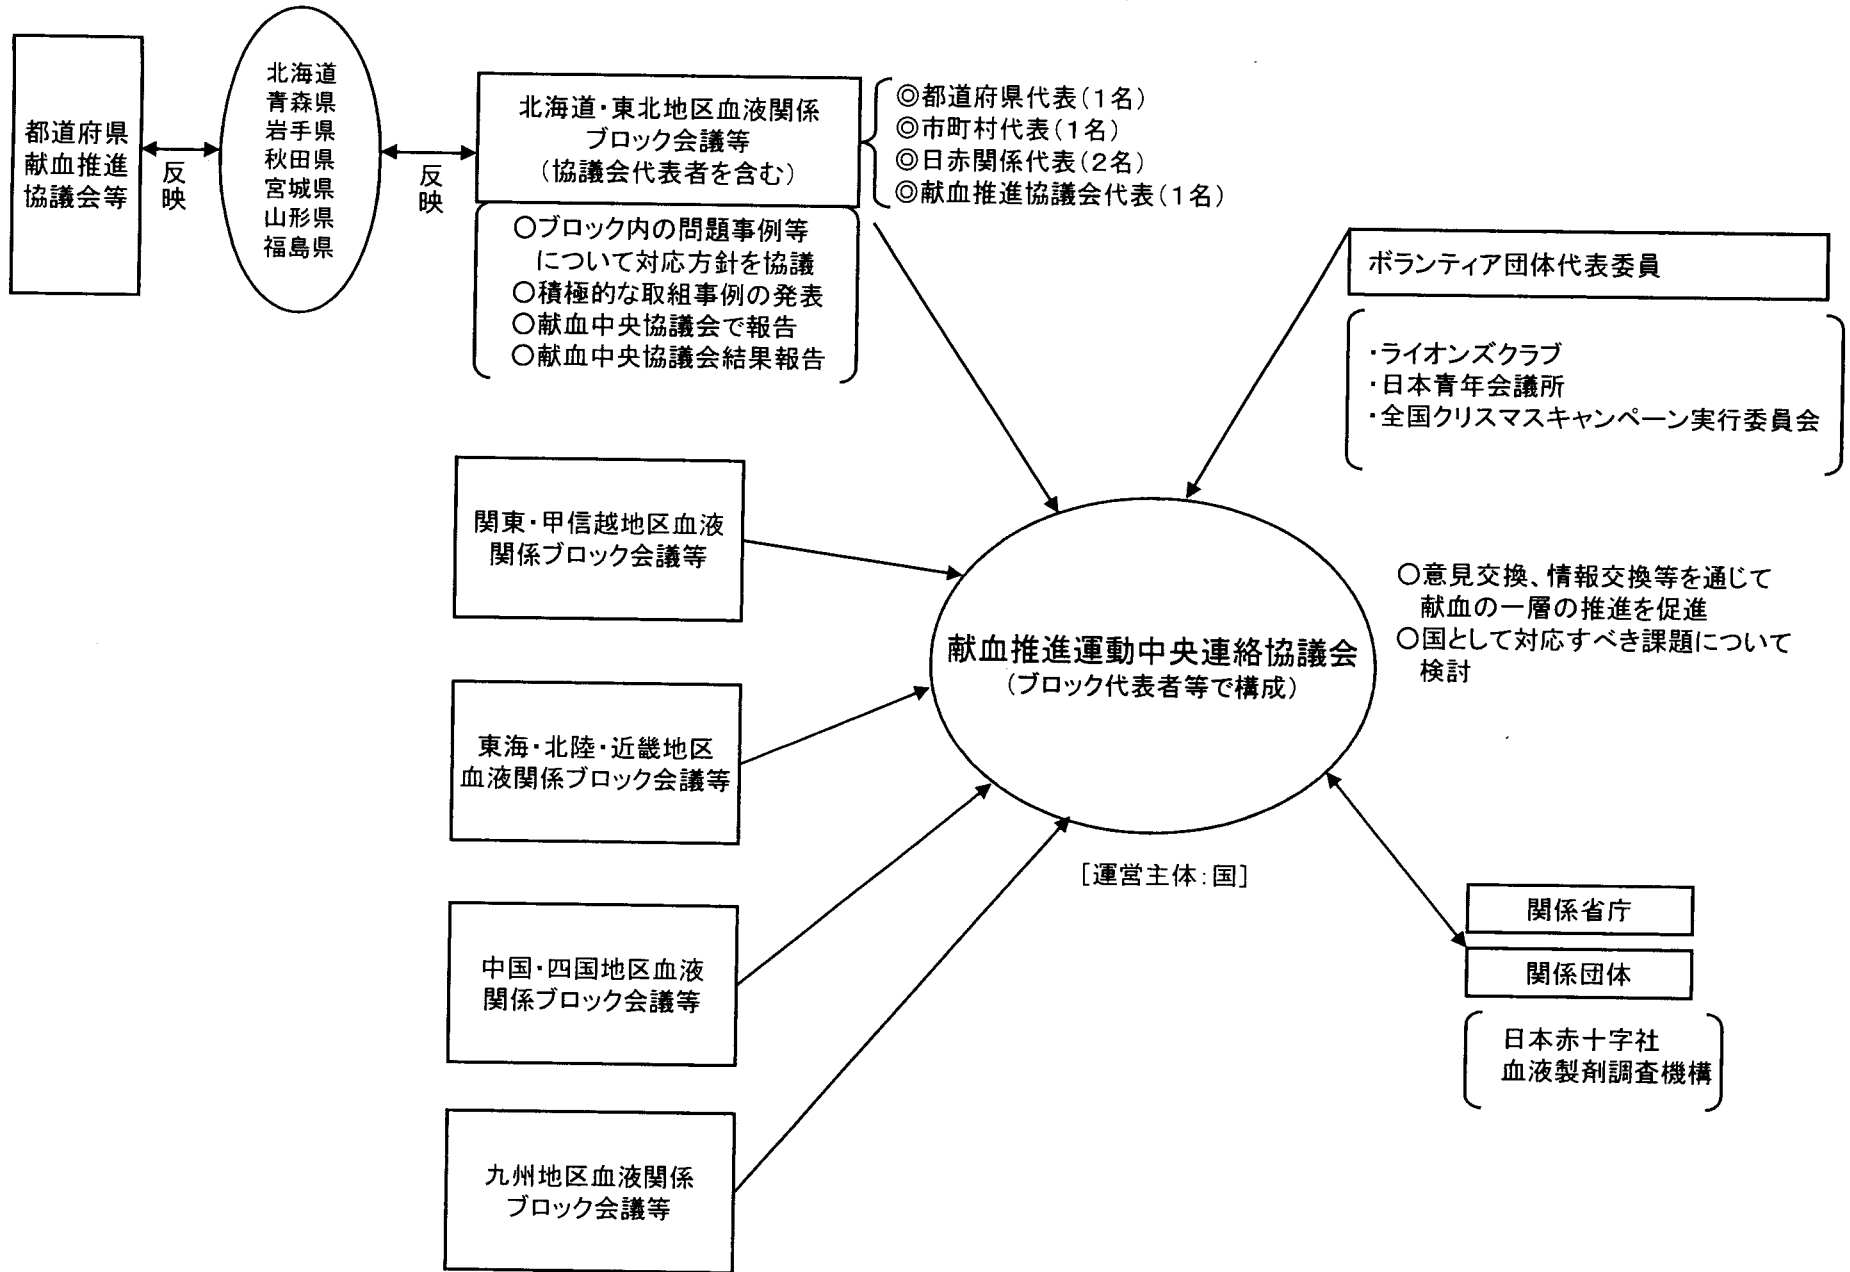 都道府県
献血推進
協議会等
反映
北海道
青森県
岩手県
秋田県
宮城県
山形県
福島県
反映
北海道・東北地区血液関係
ブロック会議等
(協議会代表者を含む)
◎都道府県代表(1名)
◎市町村代表(1名)
◎日赤関係代表(2名)
◎献血推進協議会代表(1名)
○ブロック内の問題事例等
について対応方針を協議
○積極的な取組事例の発表
○献血中央協議会で報告
○献血中央協議会結果報告
ボランティア団体代表委員
・ライオンズクラブ
・日本青年会議所
・全国クリスマスキャンペーン実行委員会
関東・甲信越地区血液
関係ブロック会議等
東海・北陸・近畿地区
血液関係ブロック会議等
中国・四国地区血液
関係ブロック会議等
九州地区血液関係
ブロック会議等
献血推進運動中央連絡協議会
(ブロック代表者等で構成)
[運営主体:国]
○意見交換、情報交換等を通じて
献血の一層の推進を促進
○国として対応すべき課題について
検討
関係省庁
関係団体
日本赤十字社
血液製剤調査機構